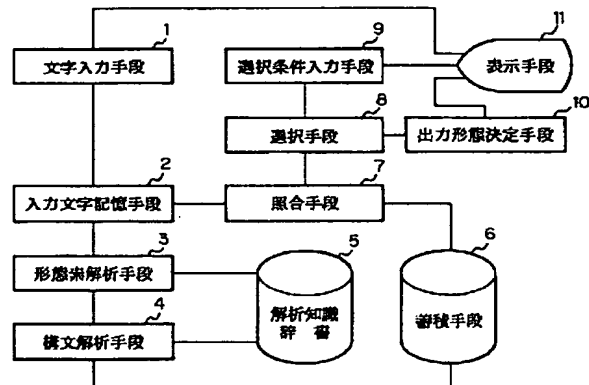 1
文字入力手段
9
選択条件入力手段
11
表示手段
8
選択手段
10
出力形態決定手段
2
入力文字記憶手段
7
照合手段
3
形態素解析手段
5
解析知識
辞書
6
蓄積手段
4
構文解析手段